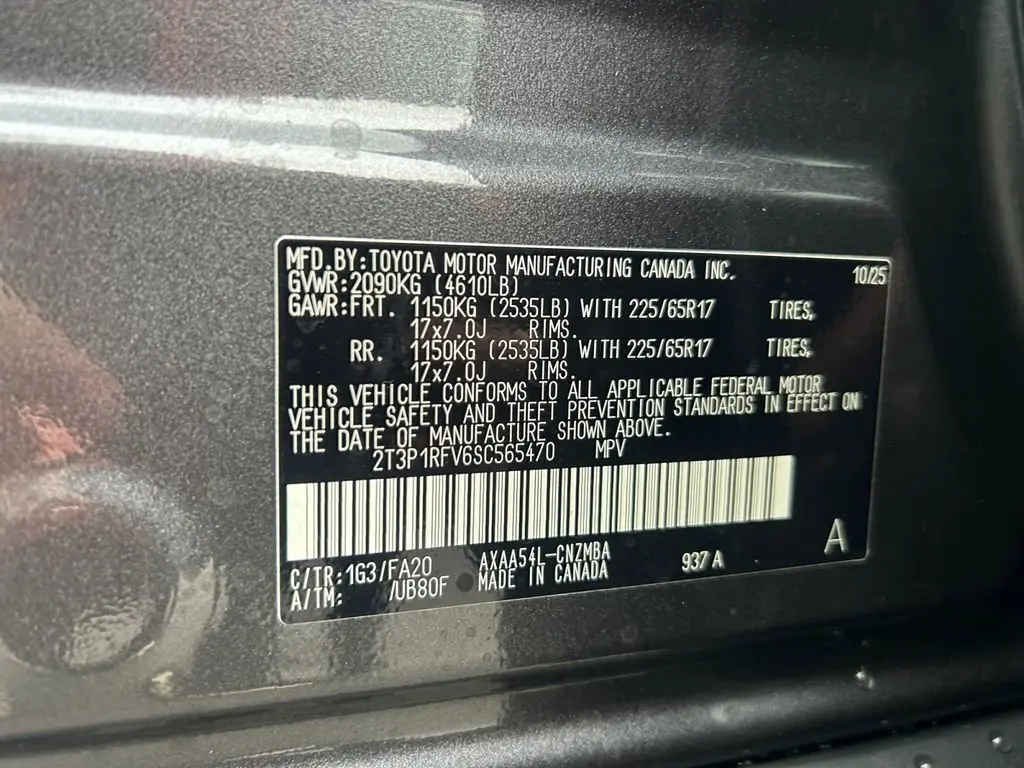 MFD.BY:TOYOTA MOTOR MANUFACTURING CANADA INC. 10/25
GVWR:2090KG (4610LB)
GAWR:FRT. 1150KG (2535LB) WITH 225/65R17 TIRES,
17x7.0J RIMS.
RR. 1150KG (2535LB) WITH 225/65R17 TIRES,
17x7.0J RIMS.
THIS VEHICLE CONFORMS TO ALL APPLICABLE FEDERAL MOTOR
VEHICLE SAFETY AND THEFT PREVENTION STANDARDS IN EFFECT ON
THE DATE OF MANUFACTURE SHOWN ABOVE.
2T3P1RFV6SC565470 MPV
C/TR:1G3/FA20 AXAA54L-CNZMBA 937 A A
A/TM: /UB80F MADE IN CANADA